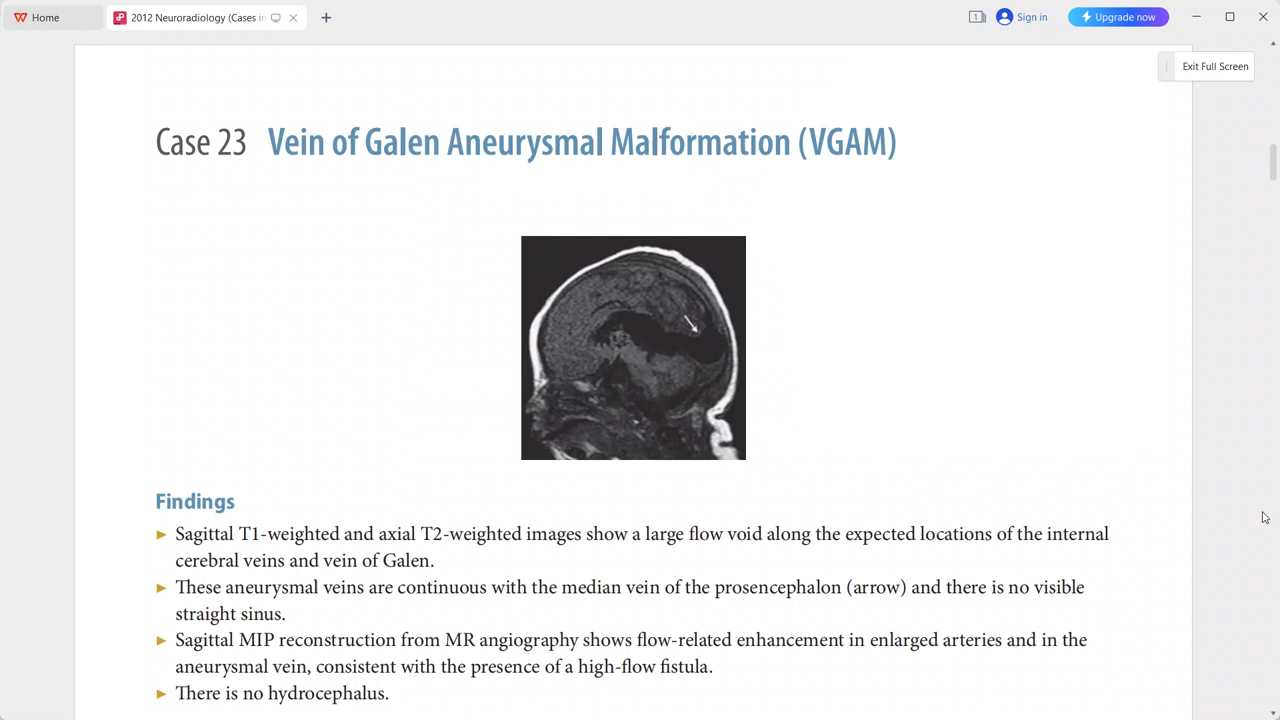 Home
2012 Neuroradiology (Cases in
1
Sign in
Upgrade now
Exit Full Screen
Case 23 Vein of Galen Aneurysmal Malformation (VGAM)
Findings
► Sagittal T1-weighted and axial T2-weighted images show a large flow void along the expected locations of the internal
cerebral veins and vein of Galen.
► These aneurysmal veins are continuous with the median vein of the prosencephalon (arrow) and there is no visible
straight sinus.
► Sagittal MIP reconstruction from MR angiography shows flow-related enhancement in enlarged arteries and in the
aneurysmal vein, consistent with the presence of a high-flow fistula.
► There is no hydrocephalus.